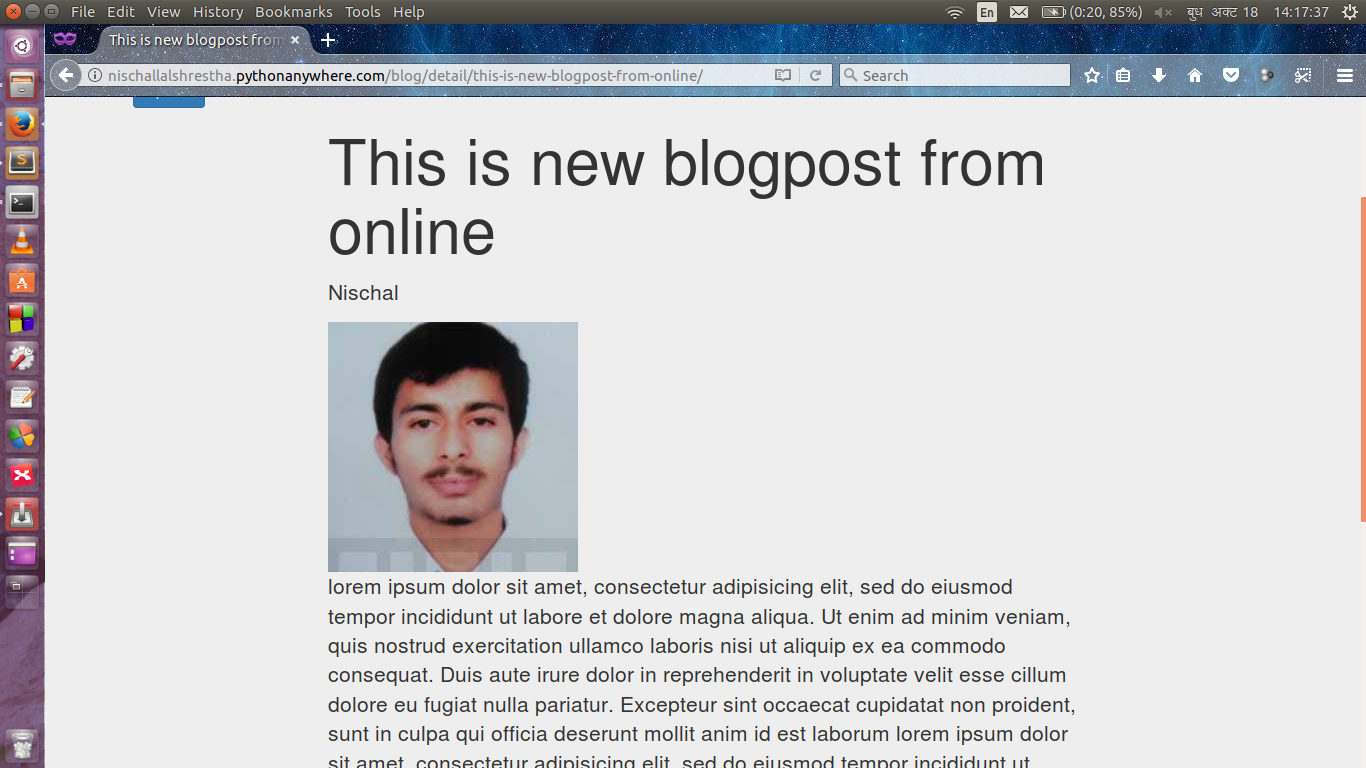 File Edit View History Bookmarks Tools Help
En
(0:20, 85%)
बुध अक्ट 18 14:17:37
This is new blogpost from
nischallalshrestha.pythonanywhere.com/blog/detail/this-is-new-blogpost-from-online/
Search
This is new blogpost from
online
Nischal
lorem ipsum dolor sit amet, consectetur adipisicing elit, sed do eiusmod
tempor incididunt ut labore et dolore magna aliqua. Ut enim ad minim veniam,
quis nostrud exercitation ullamco laboris nisi ut aliquip ex ea commodo
consequat. Duis aute irure dolor in reprehenderit in voluptate velit esse cillum
dolore eu fugiat nulla pariatur. Excepteur sint occaecat cupidatat non proident,
sunt in culpa qui officia deserunt mollit anim id est laborum lorem ipsum dolor
sit amet, consectetur adipisicing elit, sed do eiusmod tempor incididunt ut